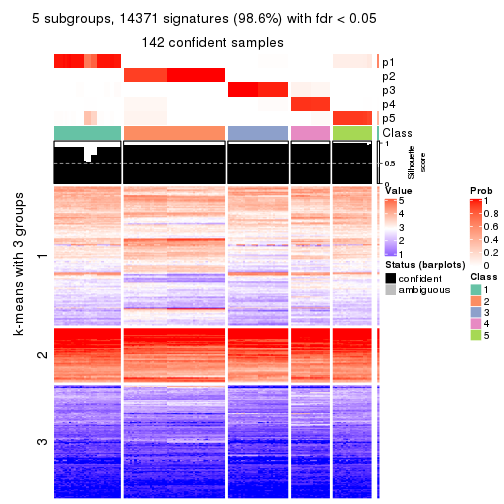 5 subgroups, 14371 signatures (98.6%) with fdr < 0.05
142 confident samples
p1
p2
p3
p4
p5
Class
1
0.5
0
Silhouette
score
k-means with 3 groups
1
2
3
Value
5
4
3
2
1
Status (barplots)
confident
ambiguous
Prob
1
0.8
0.6
0.4
0.2
0
Class
1
2
3
4
5